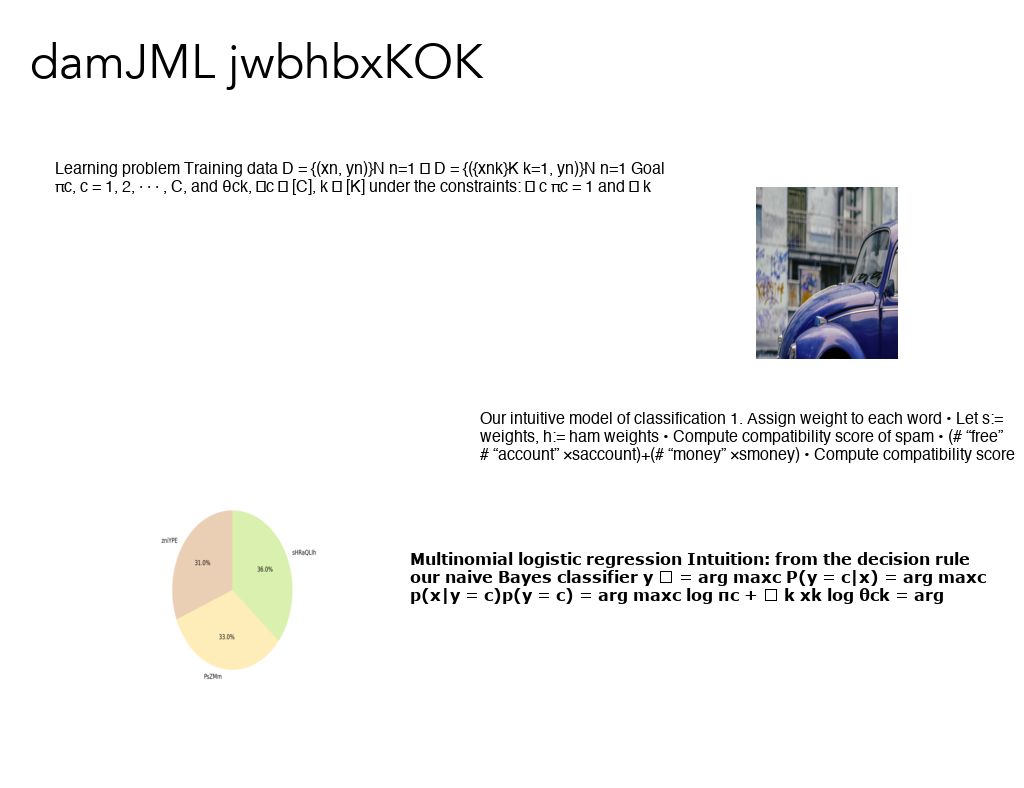 damJML jwbhbxKOK
Learning problem Training data D = {(xn, yn)}N n=1 □ D = {({xnk}K k=1, yn)}N n=1 Goal
πc, c = 1, 2, · · · , C, and θck, □c □ [C], k □ [K] under the constraints: □ c πc = 1 and □ k
Our intuitive model of classification 1. Assign weight to each word • Let s:=
weights, h:= ham weights • Compute compatibility score of spam • (# “free”
# “account” ×saccount)+(# “money” ×smoney) • Compute compatibility score
zniYPE
sHRaQLlh
31.0%
36.0%
33.0%
PsZMm
Multinomial logistic regression Intuition: from the decision rule
our naive Bayes classifier y □ = arg maxc P(y = c|x) = arg maxc
p(x|y = c)p(y = c) = arg maxc log πc + □ k xk log θck = arg